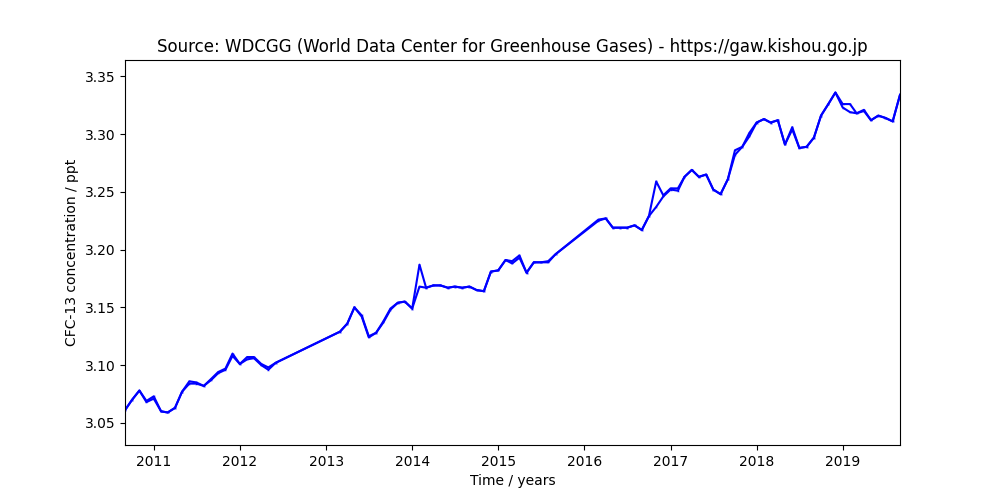 Source: WDCGG (World Data Center for Greenhouse Gases) - https://gaw.kishou.go.jp
3.35
3.30
3.25
3.20
3.15
3.10
3.05
CFC-13 concentration / ppt
2011 2012 2013 2014 2015 2016 2017 2018 2019
Time / years